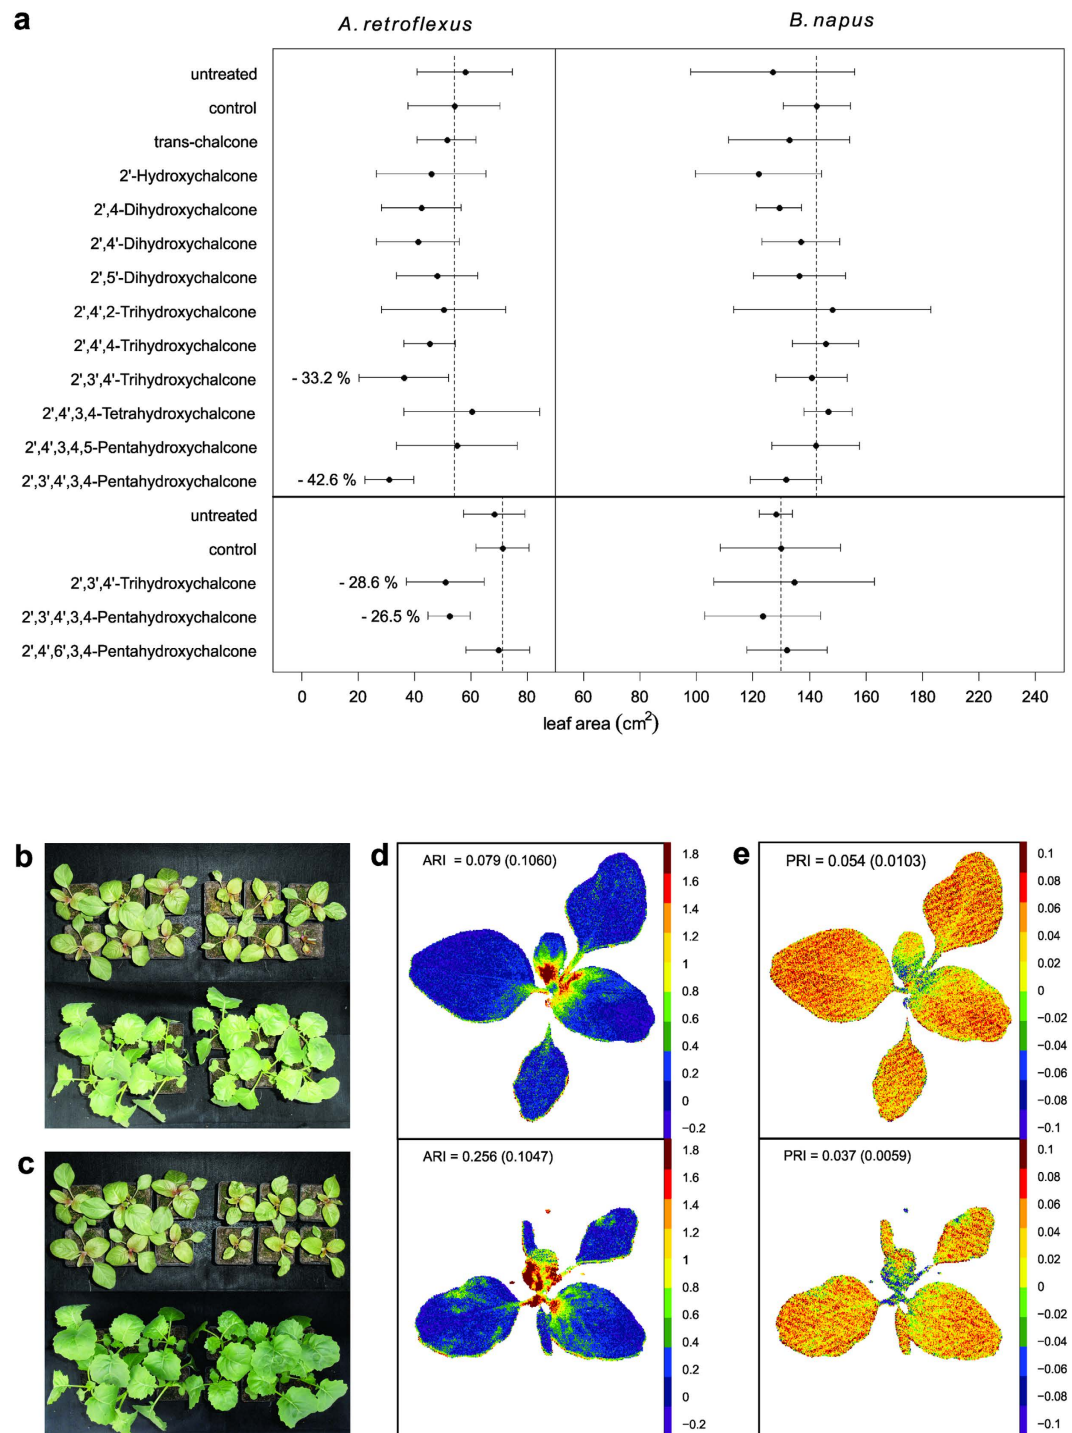 a
A. retroflexus
B. napus
untreated
control
trans-chalcone
2'-Hydroxychalcone
2',4-Dihydroxychalcone
2',4'-Dihydroxychalcone
2',5'-Dihydroxychalcone
2',4',2-Trihydroxychalcone
2',4',4-Trihydroxychalcone
2',3',4'-Trihydroxychalcone
- 33.2 %
2',4',3,4-Tetrahydroxychalcone
2',4',3,4,5-Pentahydroxychalcone
2',3',4',3,4-Pentahydroxychalcone
- 42.6 %
untreated
control
2',3',4'-Trihydroxychalcone
- 28.6 %
2',3',4',3,4-Pentahydroxychalcone
- 26.5 %
2',4',6',3,4-Pentahydroxychalcone
0 20 40 60 80 60 80 100 120 140 160 180 200 220 240
leaf area (cm²)
b
c
d
ARI = 0.079 (0.1060)
1.8
1.6
1.4
1.2
1
0.8
0.6
0.4
0.2
0
−0.2
ARI = 0.256 (0.1047)
1.8
1.6
1.4
1.2
1
0.8
0.6
0.4
0.2
0
−0.2
e
PRI = 0.054 (0.0103)
0.1
0.08
0.06
0.04
0.02
0
−0.02
−0.04
−0.06
−0.08
−0.1
PRI = 0.037 (0.0059)
0.1
0.08
0.06
0.04
0.02
0
−0.02
−0.04
−0.06
−0.08
−0.1